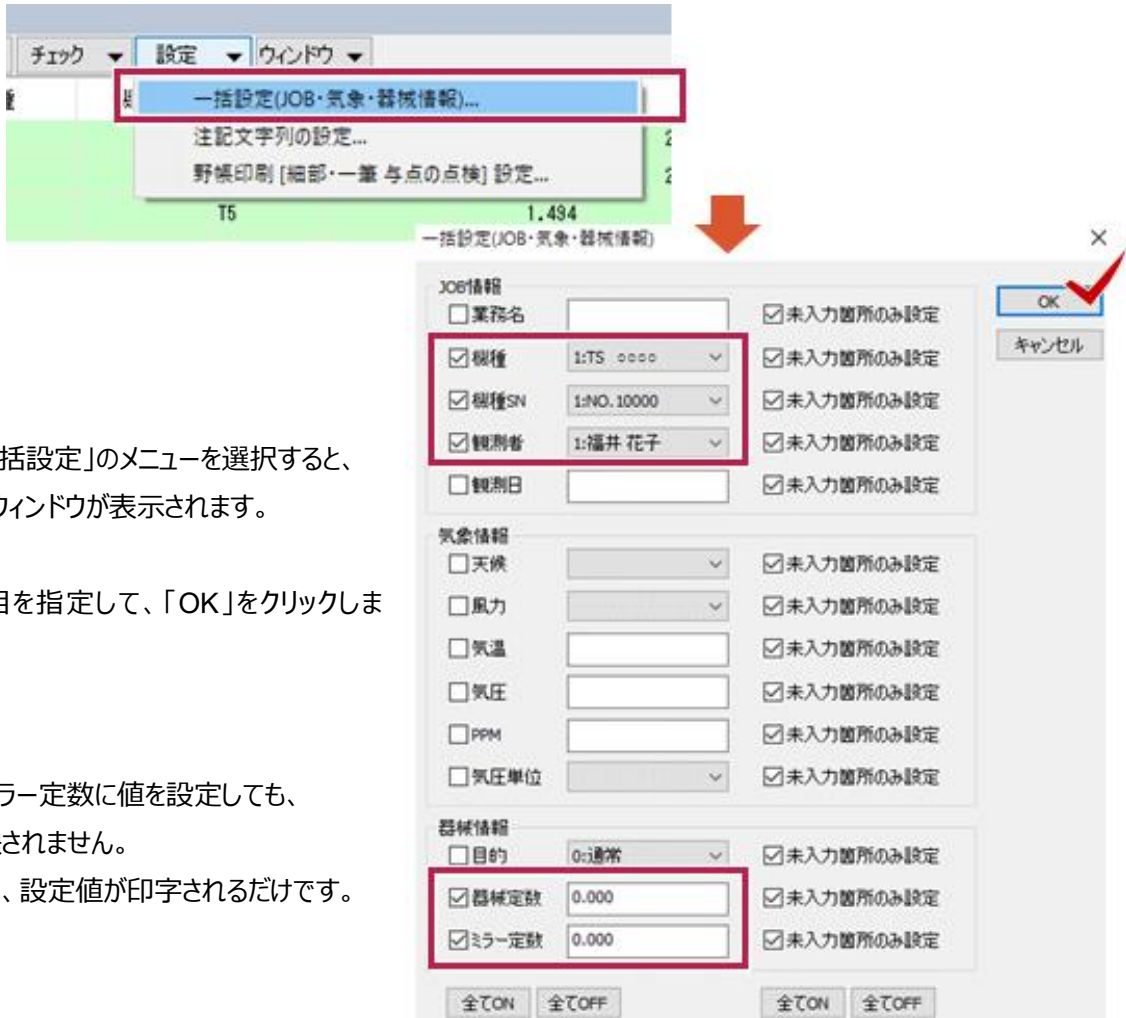 チェック ▼ 設定 ▼ ウィンドウ ▼
一括設定(JOB・気象・器械情報)...
注記文字列の設定...
野帳印刷 [細部・一筆 与点の点検] 設定...
T5 1.494
一括設定(JOB・気象・器械情報)
JOB情報
業務名 未入力箇所のみ設定 OK
機種 1:TS ○○○○ 未入力箇所のみ設定 キャンセル
機種SN 1:NO.10000 未入力箇所のみ設定
観測者 1:福井 花子 未入力箇所のみ設定
観測日 未入力箇所のみ設定
気象情報
天候 未入力箇所のみ設定
風力 未入力箇所のみ設定
気温 未入力箇所のみ設定
気圧 未入力箇所のみ設定
PPM 未入力箇所のみ設定
気圧単位 未入力箇所のみ設定
器械情報
目的 0:通常 未入力箇所のみ設定
器械定数 0.000 未入力箇所のみ設定
ミラー定数 0.000 未入力箇所のみ設定
全てON 全てOFF 全てON 全てOFF
括設定」のメニューを選択すると、
ウィンドウが表示されます。
目を指定して、「OK」をクリックしま
ラー定数に値を設定しても、
されません。
、設定値が印字されるだけです。